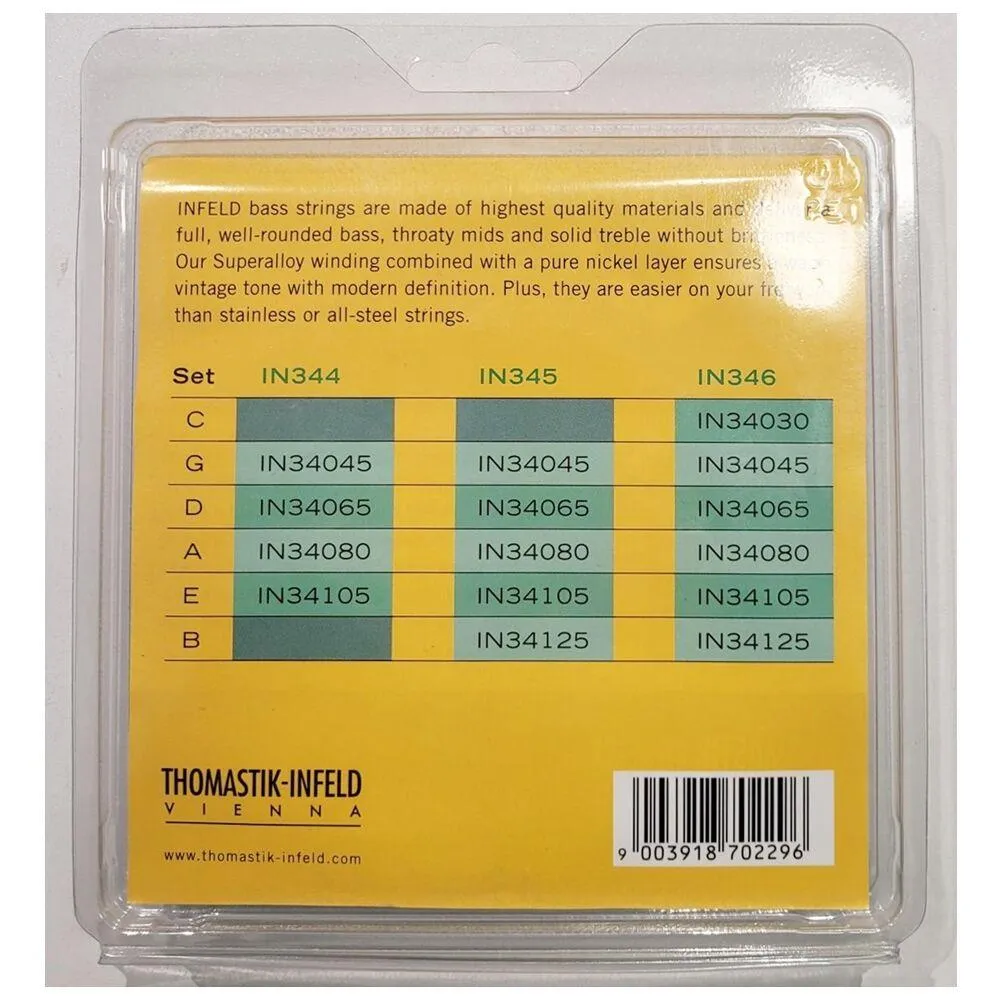 INFELD bass strings are made of highest quality materials and deliver a
full, well-rounded bass, throaty mids and solid treble without
Our Superalloy winding combined with a pure nickel layer ensures a warm
vintage tone with modern definition. Plus, they are easier on your
than stainless or all-steel strings.
Set IN344 IN345 IN346
C IN34030
G IN34045 IN34045 IN34045
D IN34065 IN34065 IN34065
A IN34080 IN34080 IN34080
E IN34105 IN34105 IN34105
B IN34125 IN34125
THOMASTIK-INFELD
VIENNA
www.thomastik-infeld.com
9 003918 702296